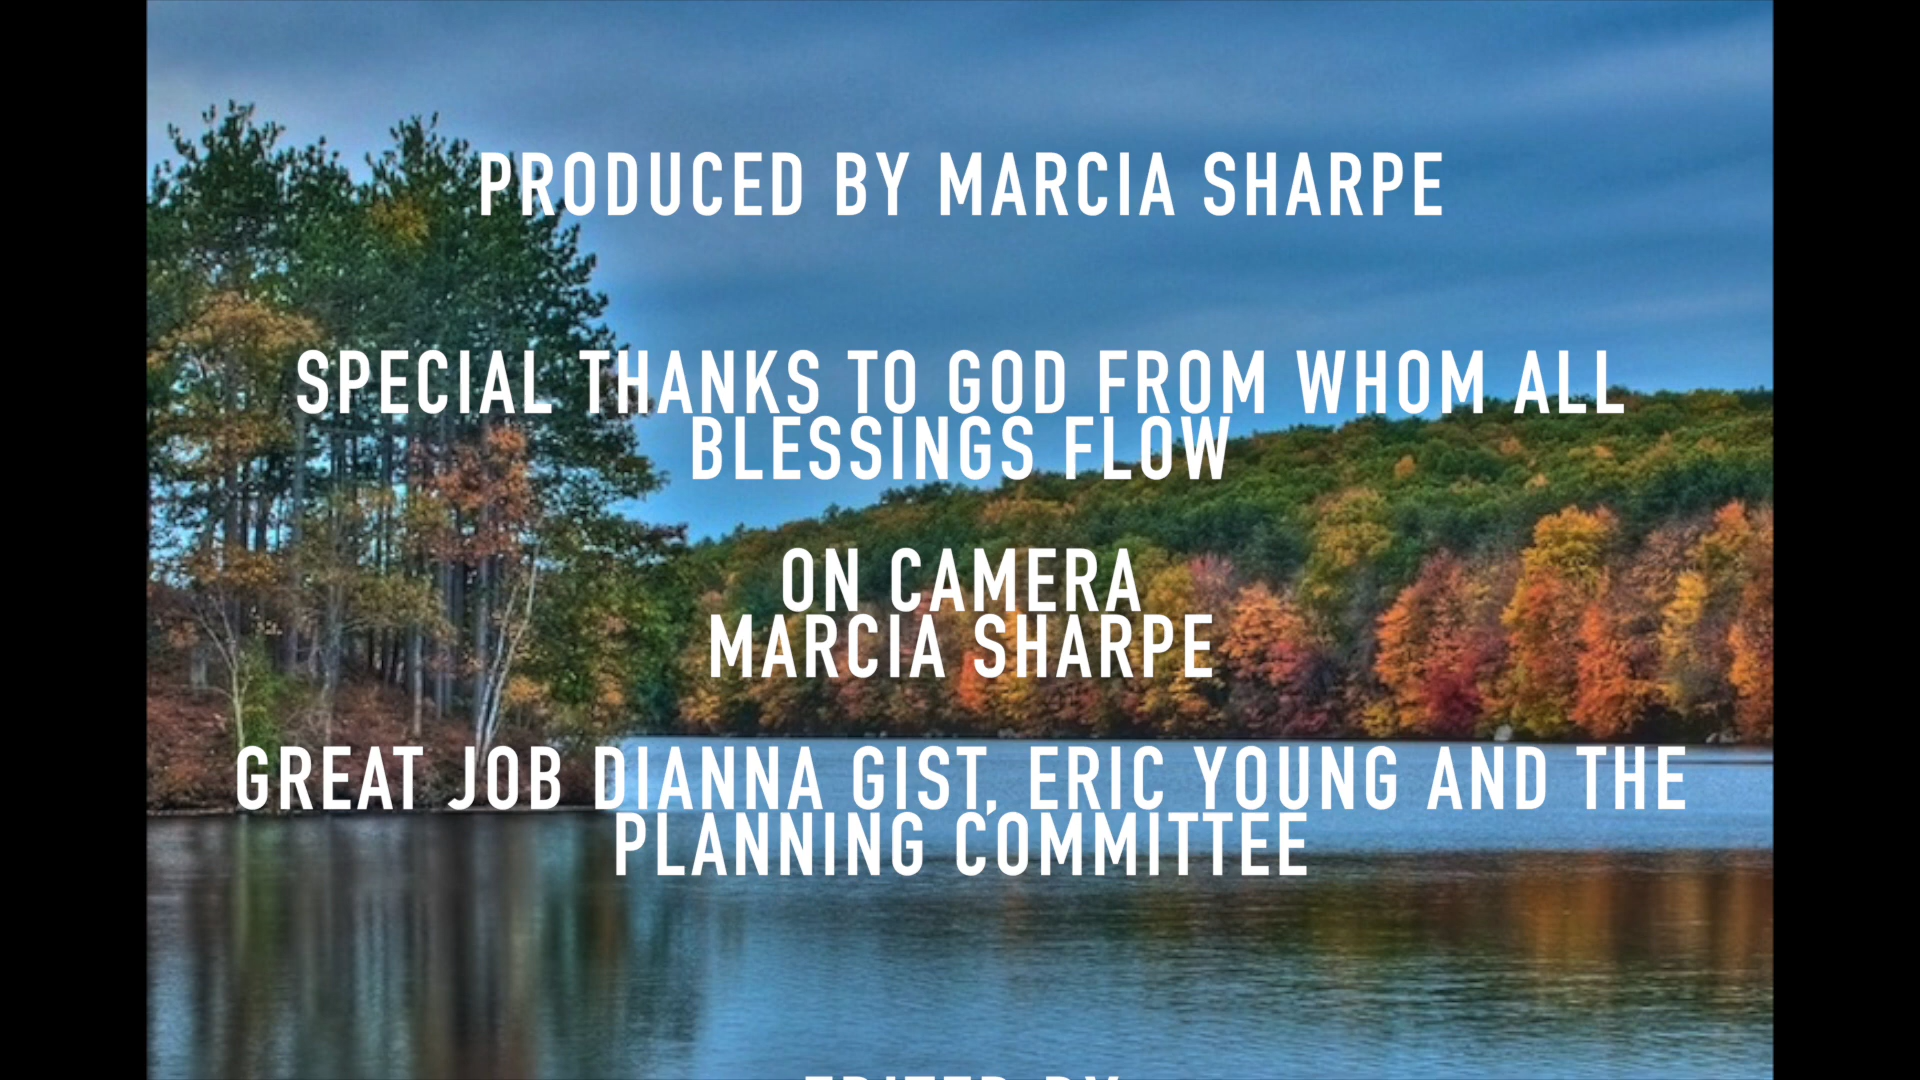 PRODUCED BY MARCIA SHARPE
SPECIAL THANKS TO GOD FROM WHOM ALL
BLESSINGS FLOW
ON CAMERA
MARCIA SHARPE
GREAT JOB DIANNA GIST, ERIC YOUNG AND THE
PLANNING COMMITTEE